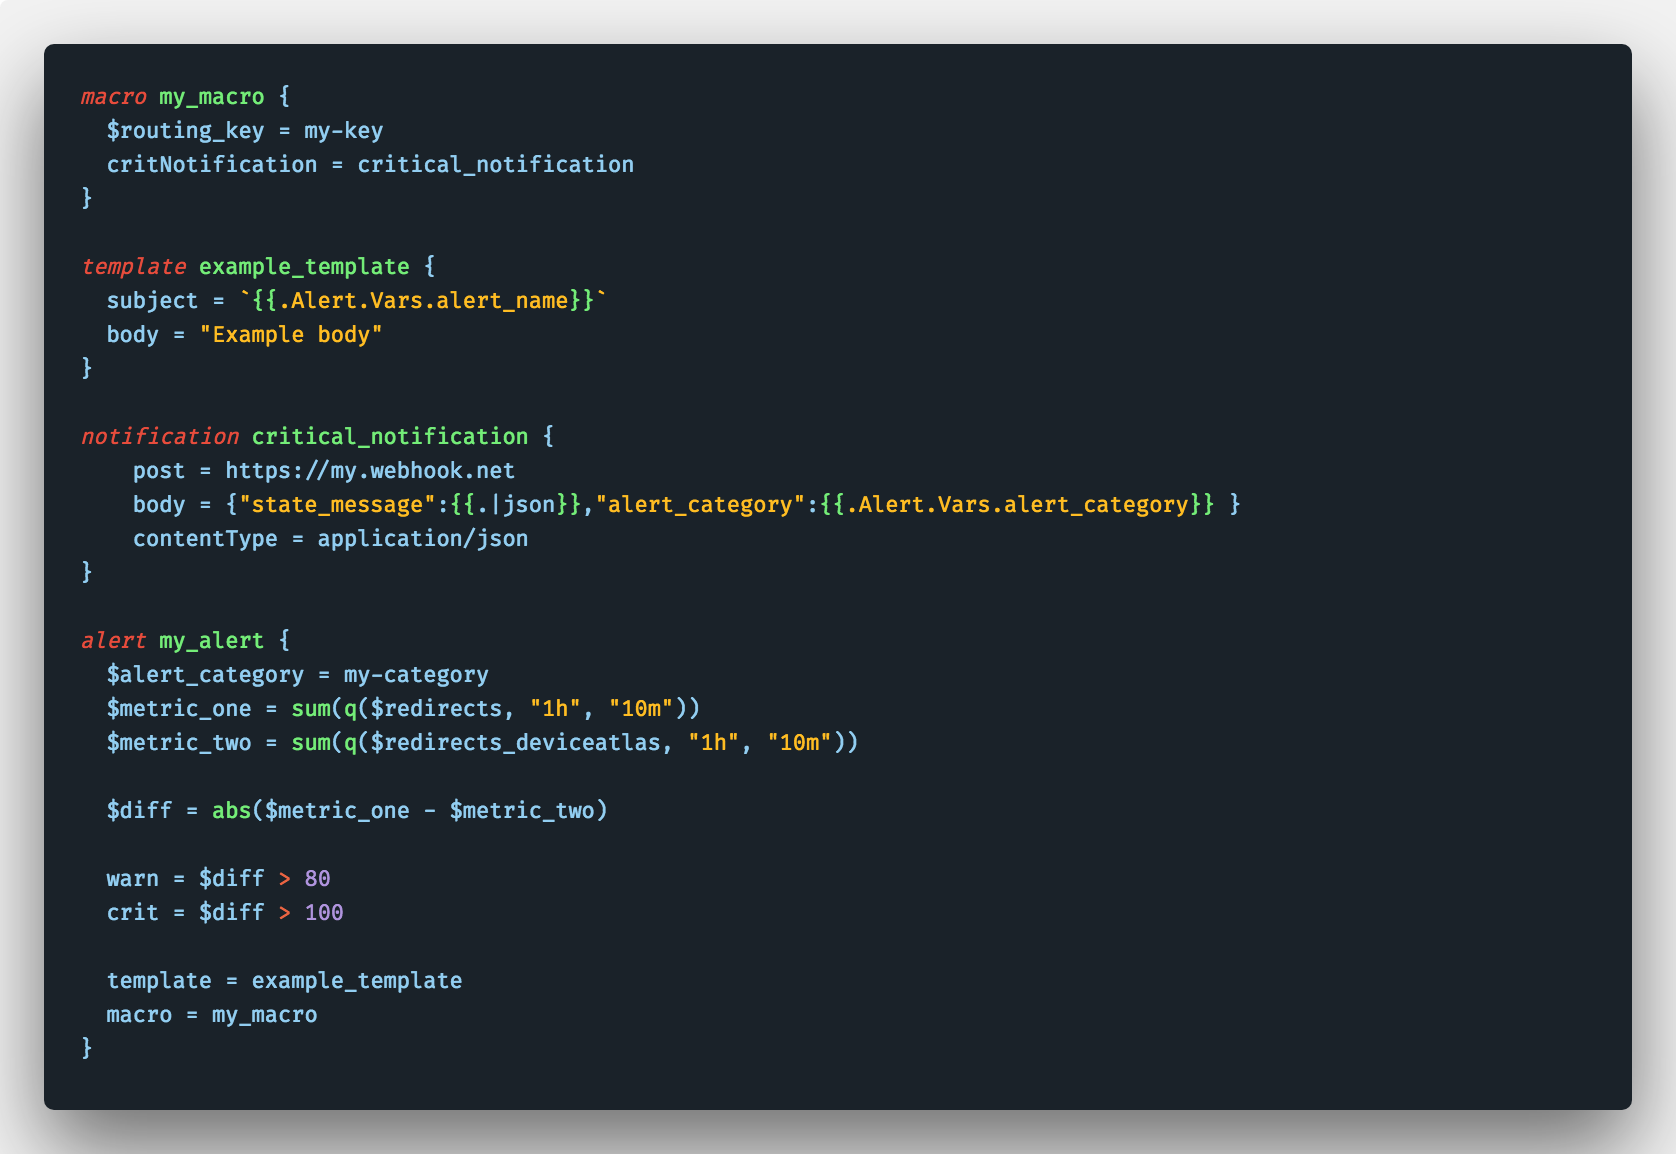 macro my_macro {
  $routing_key = my-key
  critNotification = critical_notification
}

template example_template {
  subject = `{{.Alert.Vars.alert_name}}`
  body = "Example body"
}

notification critical_notification {
    post = https://my.webhook.net
    body = {"state_message":{{.|json}},"alert_category":{{.Alert.Vars.alert_category}} }
    contentType = application/json
}

alert my_alert {
  $alert_category = my-category
  $metric_one = sum(q($redirects, "1h", "10m"))
  $metric_two = sum(q($redirects_deviceatlas, "1h", "10m"))

  $diff = abs($metric_one - $metric_two)

  warn = $diff > 80
  crit = $diff > 100

  template = example_template
  macro = my_macro
}